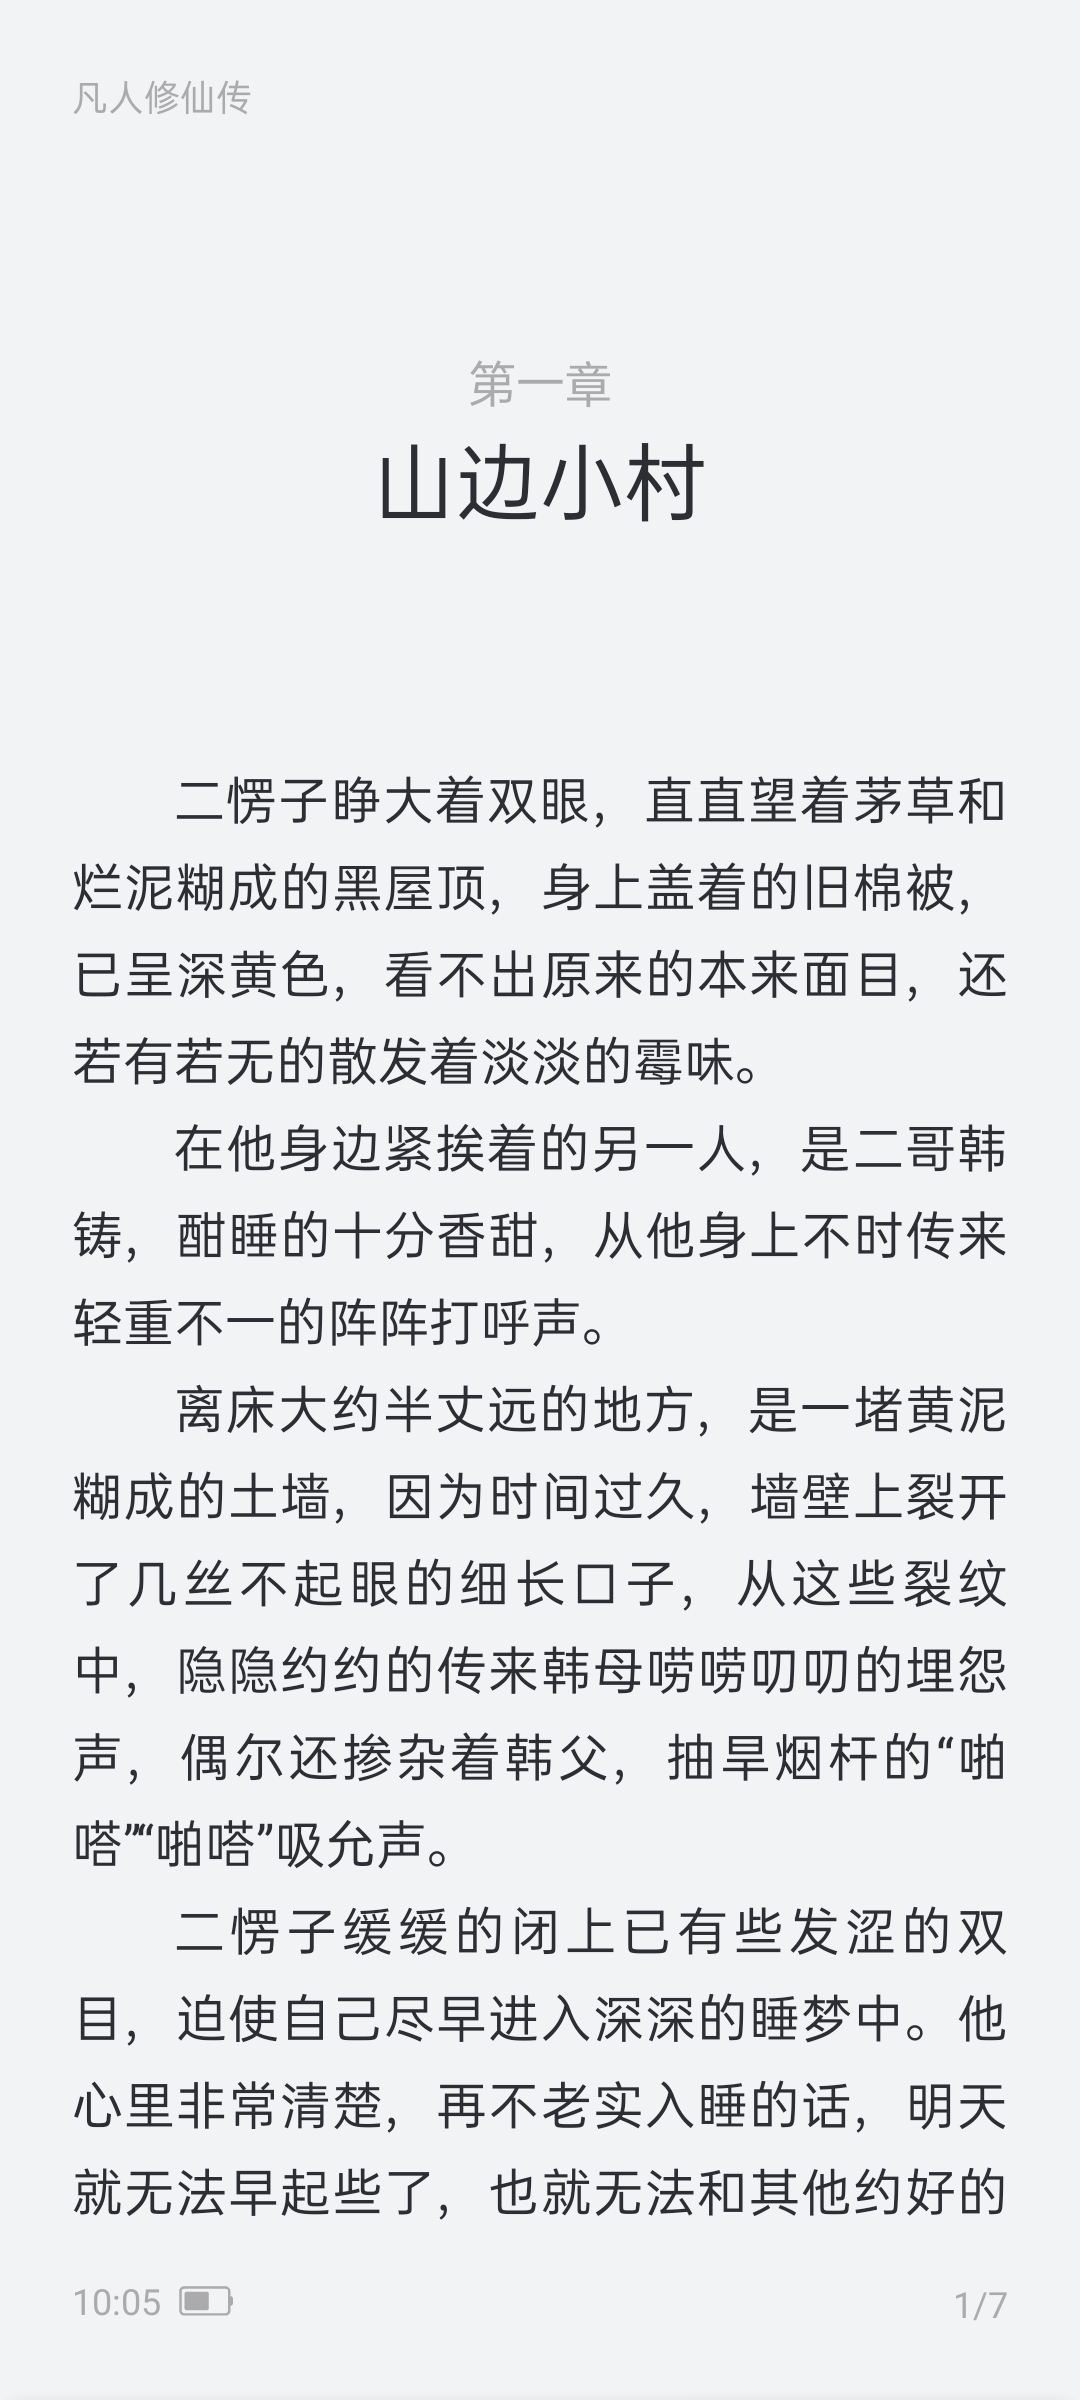 凡人修仙传
第一章
山边小村
二愣子睁大着双眼，直直望着茅草和
烂泥糊成的黑屋顶，身上盖着的旧棉被，
已呈深黄色，看不出原来的本来面目，还
若有若无的散发着淡淡的霉味。
在他身边紧挨着的另一人，是二哥韩
铸，酣睡的十分香甜，从他身上不时传来
轻重不一的阵阵打呼声。
离床大约半丈远的地方，是一堵黄泥
糊成的土墙，因为时间过久，墙壁上裂开
了几丝不起眼的细长口子，从这些裂纹
中，隐隐约约的传来韩母唠唠叨叨的埋怨
声，偶尔还掺杂着韩父，抽旱烟杆的“啪
嗒”“啪嗒”吸允声。
二愣子缓缓的闭上已有些发涩的双
目，迫使自己尽早进入深深的睡梦中。他
心里非常清楚，再不老实入睡的话，明天
就无法早起些了，也就无法和其他约好的
10:05
1/7